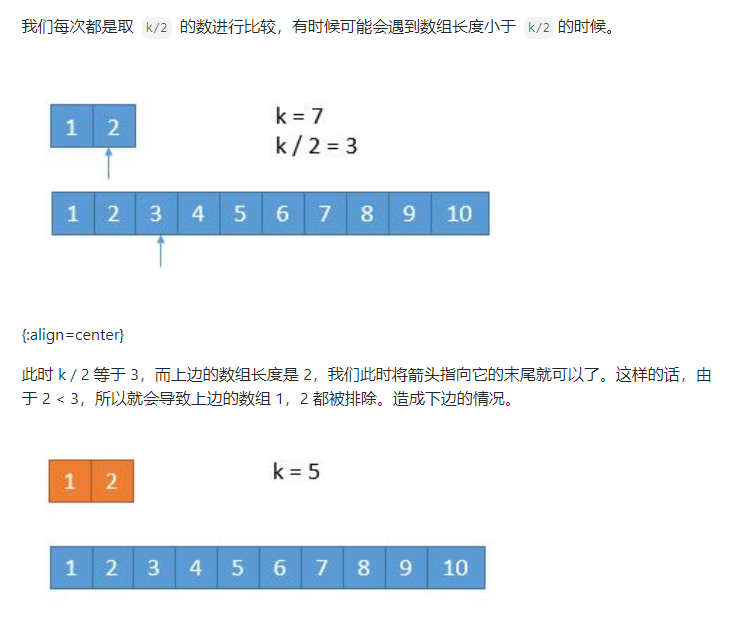 我们每次都是取 k/2 的数进行比较，有时候可能会遇到数组长度小于 k/2 的时候。
1 2
k = 7
k / 2 = 3
1 2 3 4 5 6 7 8 9 10
{:align=center}
此时 k / 2 等于 3，而上边的数组长度是 2，我们此时将箭头指向它的末尾就可以了。这样的话，由
于 2 < 3，所以就会导致上边的数组 1，2 都被排除。造成下边的情况。
1 2
k = 5
1 2 3 4 5 6 7 8 9 10